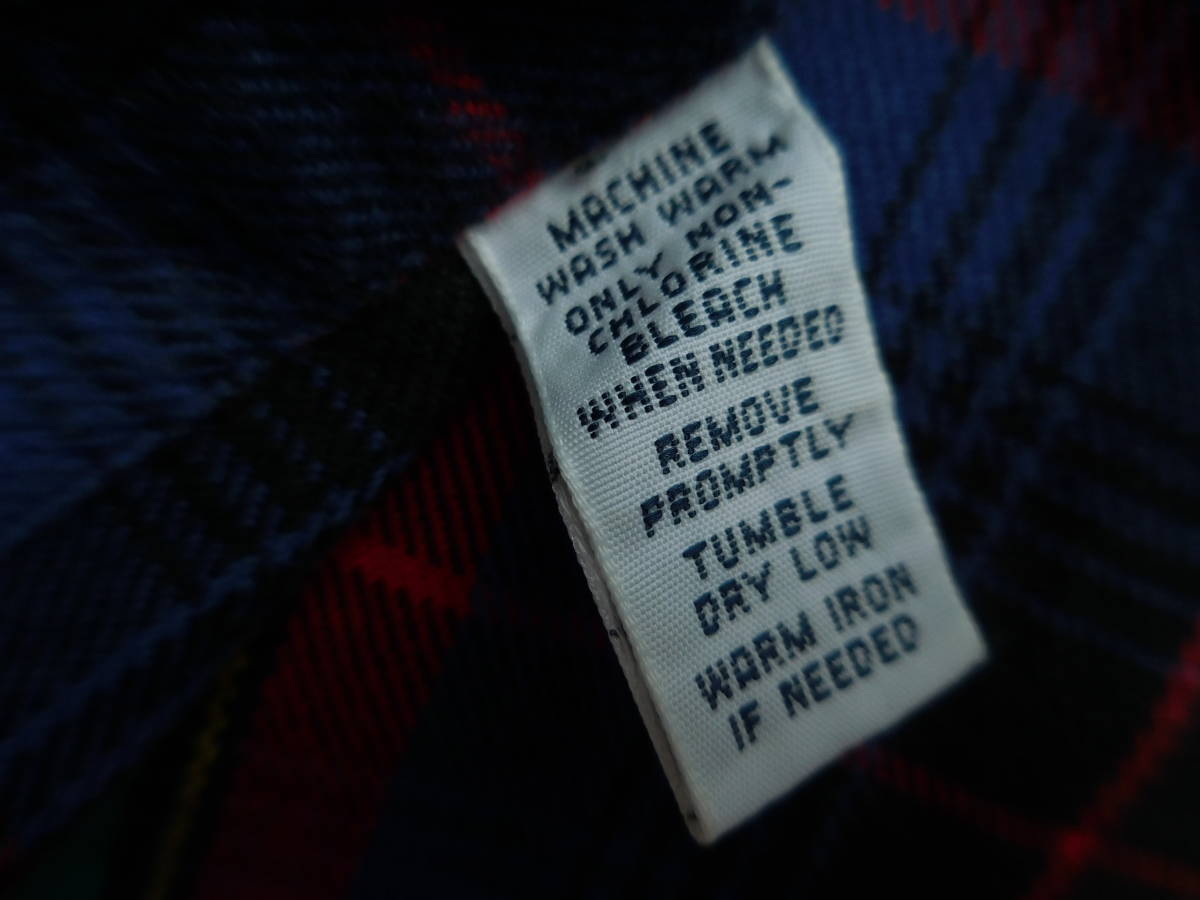 MACHINE
WASH WARM
ONLY NON-
CHLORINE
BLEACH
WHEN NEEDED
REMOVE
PROMPTLY
TUMBLE
DRY LOW
WARM IRON
IF NEEDED